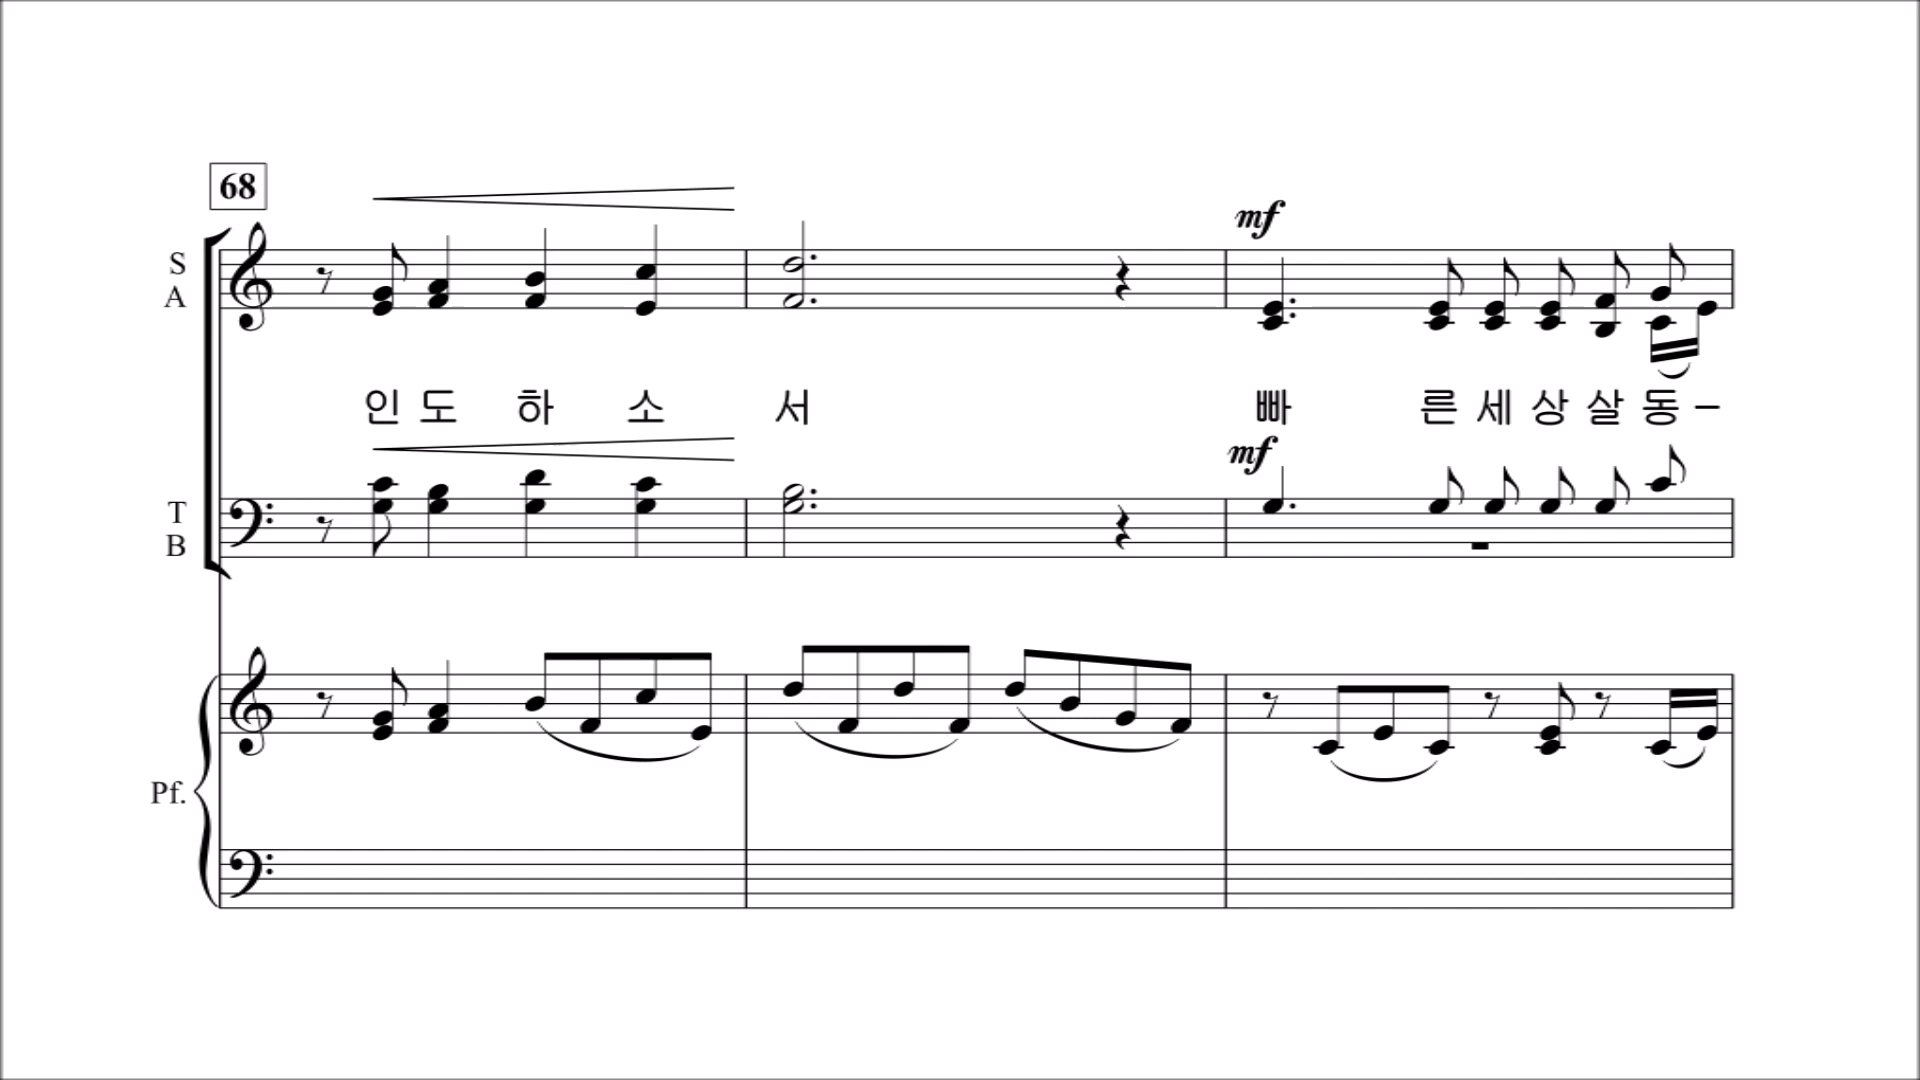 68
mf
S
A
인 도 하 소 서 빠 른 세 상 살 동 –
mf
T
B
Pf.